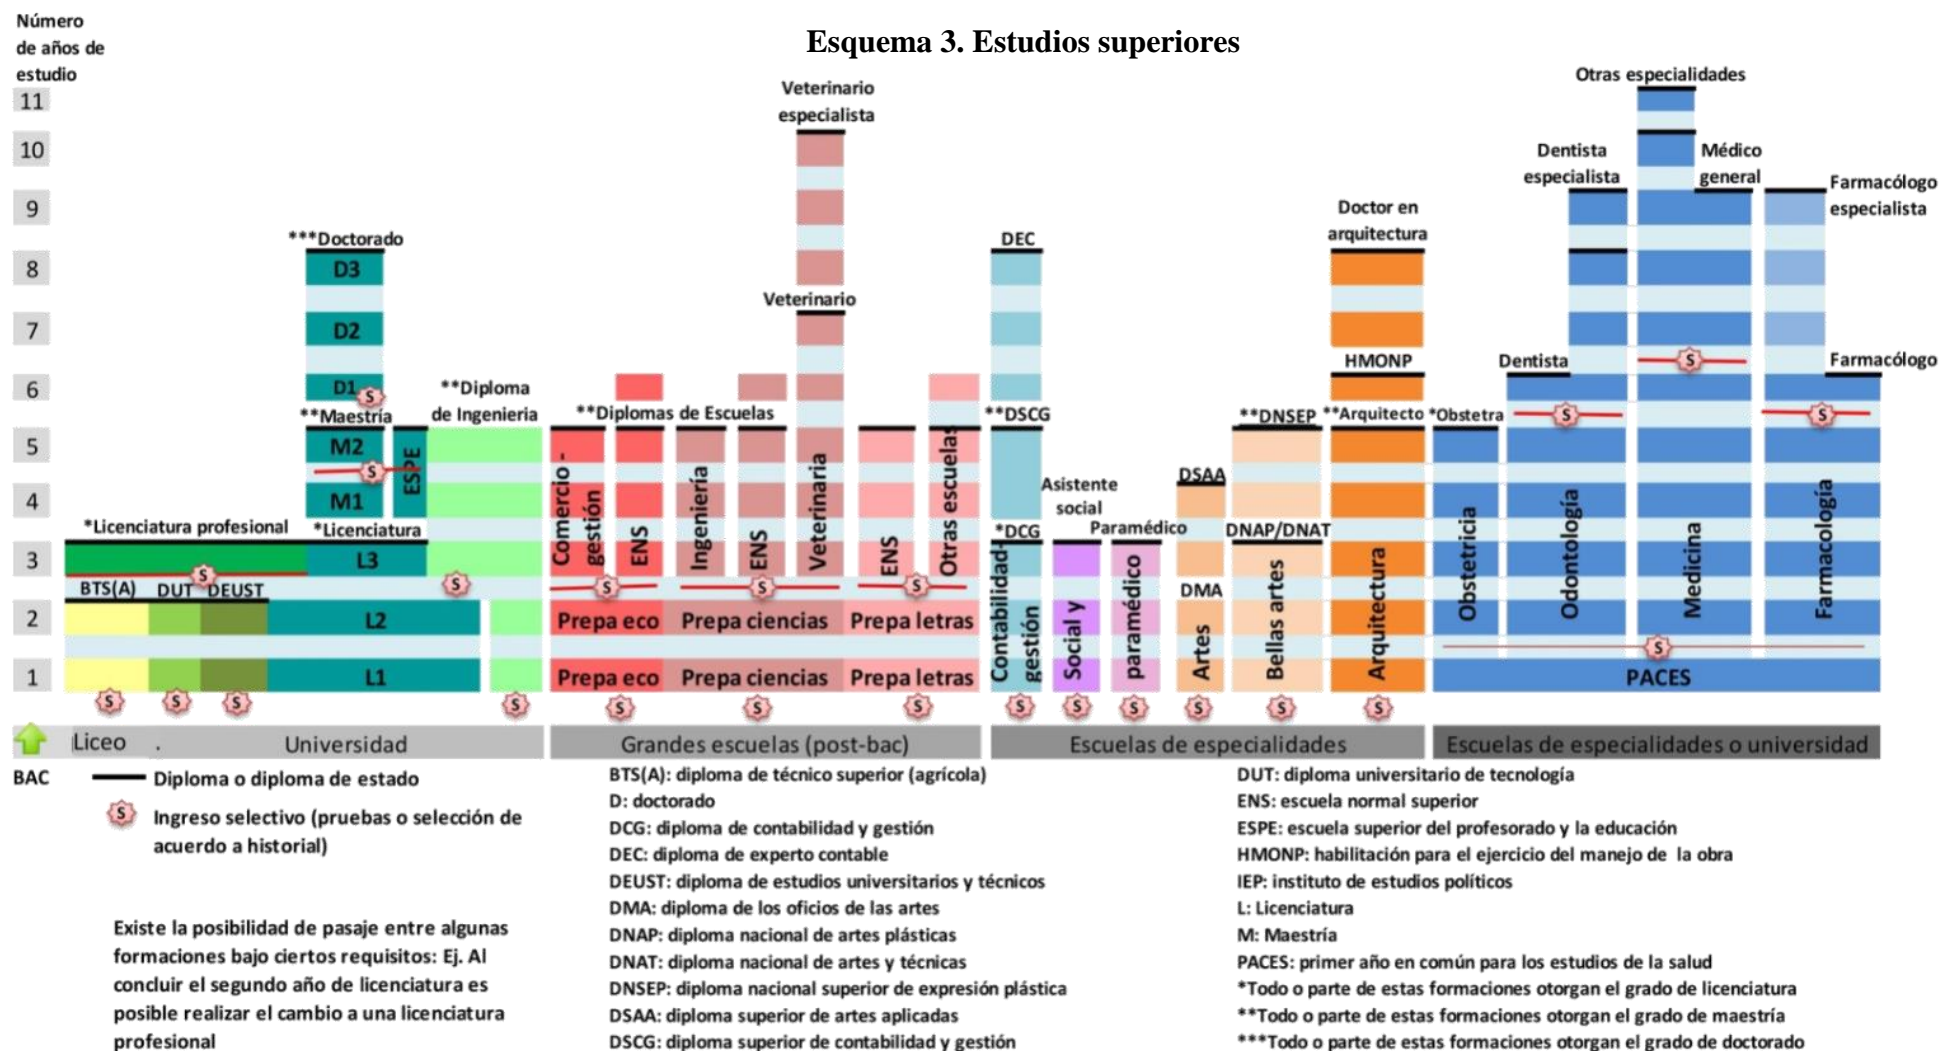 Esquema 3. Estudios superiores
Número
de años de
estudio
11
10
9
8
7
6
5
4
3
2
1
BAC
***Doctorado
D3
D2
D1
S
**Maestría
M2
S
M1
ESPE
*Licenciatura profesional
*Licenciatura
L3
S
BTS(A)
DUT
DEUST
L2
L1
S
S
S
**Diploma
de Ingenieria
S
S
Liceo .
Universidad
Veterinario
especialista
Veterinario
**Diplomas de Escuelas
Comercio -
gestión
ENS
Ingeniería
ENS
Veterinaria
ENS
Otras escuelas
S
S
S
Prepa eco
Prepa ciencias
Prepa letras
Prepa eco
Prepa ciencias
Prepa letras
S
S
S
Grandes escuelas (post-bac)
DEC
**DSCG
*DCG
Contabilidad-
gestión
Asistente
social
Social y
Paramédico
paramédico
DSAA
DMA
Artes
**DNSEP
DNAP/DNAT
Bellas artes
Doctor en
arquitectura
HMONP
**Arquitecto
Arquitectura
S
S
S
S
S
S
Escuelas de especialidades
Otras especialidades
Dentista
especialista
Médico
general
Farmacólogo
especialista
Dentista
S
Farmacólogo
*Obstetra
S
S
Obstetricia
Odontología
Medicina
Farmacología
S
PACES
Escuelas de especialidades o universidad
Diploma o diploma de estado
S
Ingreso selectivo (pruebas o selección de
acuerdo a historial)
Existe la posibilidad de pasaje entre algunas
formaciones bajo ciertos requisitos: Ej. Al
concluir el segundo año de licenciatura es
posible realizar el cambio a una licenciatura
profesional
BTS(A): diploma de técnico superior (agrícola)
D: doctorado
DCG: diploma de contabilidad y gestión
DEC: diploma de experto contable
DEUST: diploma de estudios universitarios y técnicos
DMA: diploma de los oficios de las artes
DNAP: diploma nacional de artes plásticas
DNAT: diploma nacional de artes y técnicas
DNSEP: diploma nacional superior de expresión plástica
DSAA: diploma superior de artes aplicadas
DSCG: diploma superior de contabilidad y gestión
DUT: diploma universitario de tecnología
ENS: escuela normal superior
ESPE: escuela superior del profesorado y la educación
HMONP: habilitación para el ejercicio del manejo de la obra
IEP: instituto de estudios políticos
L: Licenciatura
M: Maestría
PACES: primer año en común para los estudios de la salud
*Todo o parte de estas formaciones otorgan el grado de licenciatura
**Todo o parte de estas formaciones otorgan el grado de maestría
***Todo o parte de estas formaciones otorgan el grado de doctorado